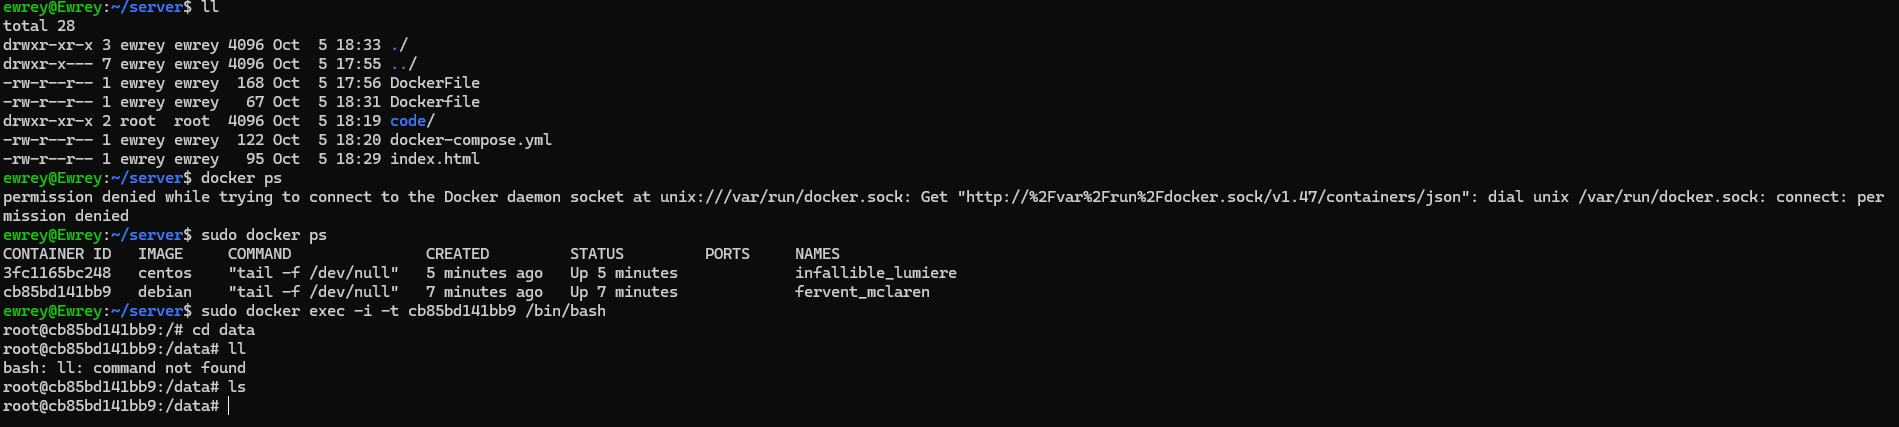 ewrey@Ewrey:~/server$ ll
total 28
drwxr-xr-x 3 ewrey ewrey 4096 Oct  5 18:33 ./
drwxr-x--- 7 ewrey ewrey 4096 Oct  5 17:55 ../
-rw-r--r-- 1 ewrey ewrey  168 Oct  5 17:56 DockerFile
-rw-r--r-- 1 ewrey ewrey   67 Oct  5 18:31 Dockerfile
drwxr-xr-x 2 root  root  4096 Oct  5 18:19 code/
-rw-r--r-- 1 ewrey ewrey  122 Oct  5 18:20 docker-compose.yml
-rw-r--r-- 1 ewrey ewrey   95 Oct  5 18:29 index.html
ewrey@Ewrey:~/server$ docker ps
permission denied while trying to connect to the Docker daemon socket at unix:///var/run/docker.sock: Get "http://%2Fvar%2Frun%2Fdocker.sock/v1.47/containers/json": dial unix /var/run/docker.sock: connect: per
mission denied
ewrey@Ewrey:~/server$ sudo docker ps
CONTAINER ID   IMAGE     COMMAND               CREATED         STATUS         PORTS     NAMES
3fc1165bc248   centos    "tail -f /dev/null"   5 minutes ago   Up 5 minutes             infallible_lumiere
cb85bd141bb9   debian    "tail -f /dev/null"   7 minutes ago   Up 7 minutes             fervent_mclaren
ewrey@Ewrey:~/server$ sudo docker exec -i -t cb85bd141bb9 /bin/bash
root@cb85bd141bb9:/# cd data
root@cb85bd141bb9:/data# ll
bash: ll: command not found
root@cb85bd141bb9:/data# ls
root@cb85bd141bb9:/data#